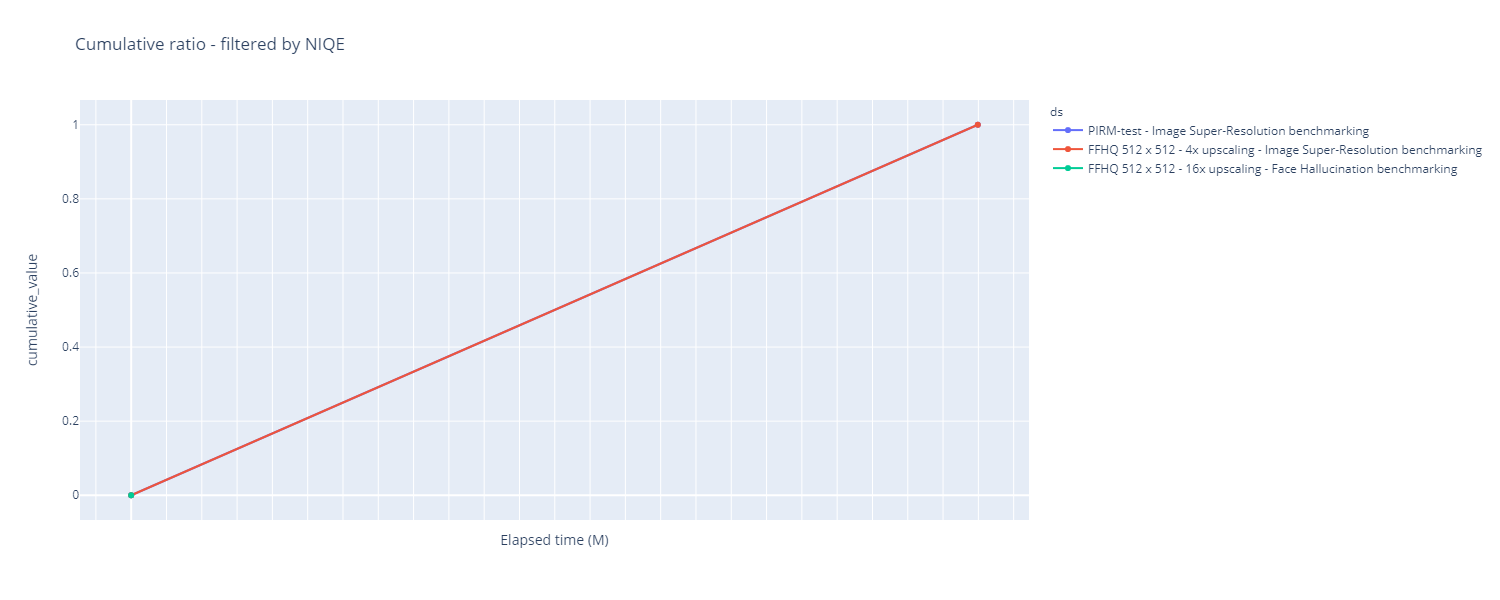 Cumulative ratio - filtered by NIQE
cumulative_value
1
0.8
0.6
0.4
0.2
0
Elapsed time (M)
ds
PIRM-test - Image Super-Resolution benchmarking
FFHQ 512 x 512 - 4x upscaling - Image Super-Resolution benchmarking
FFHQ 512 x 512 - 16x upscaling - Face Hallucination benchmarking